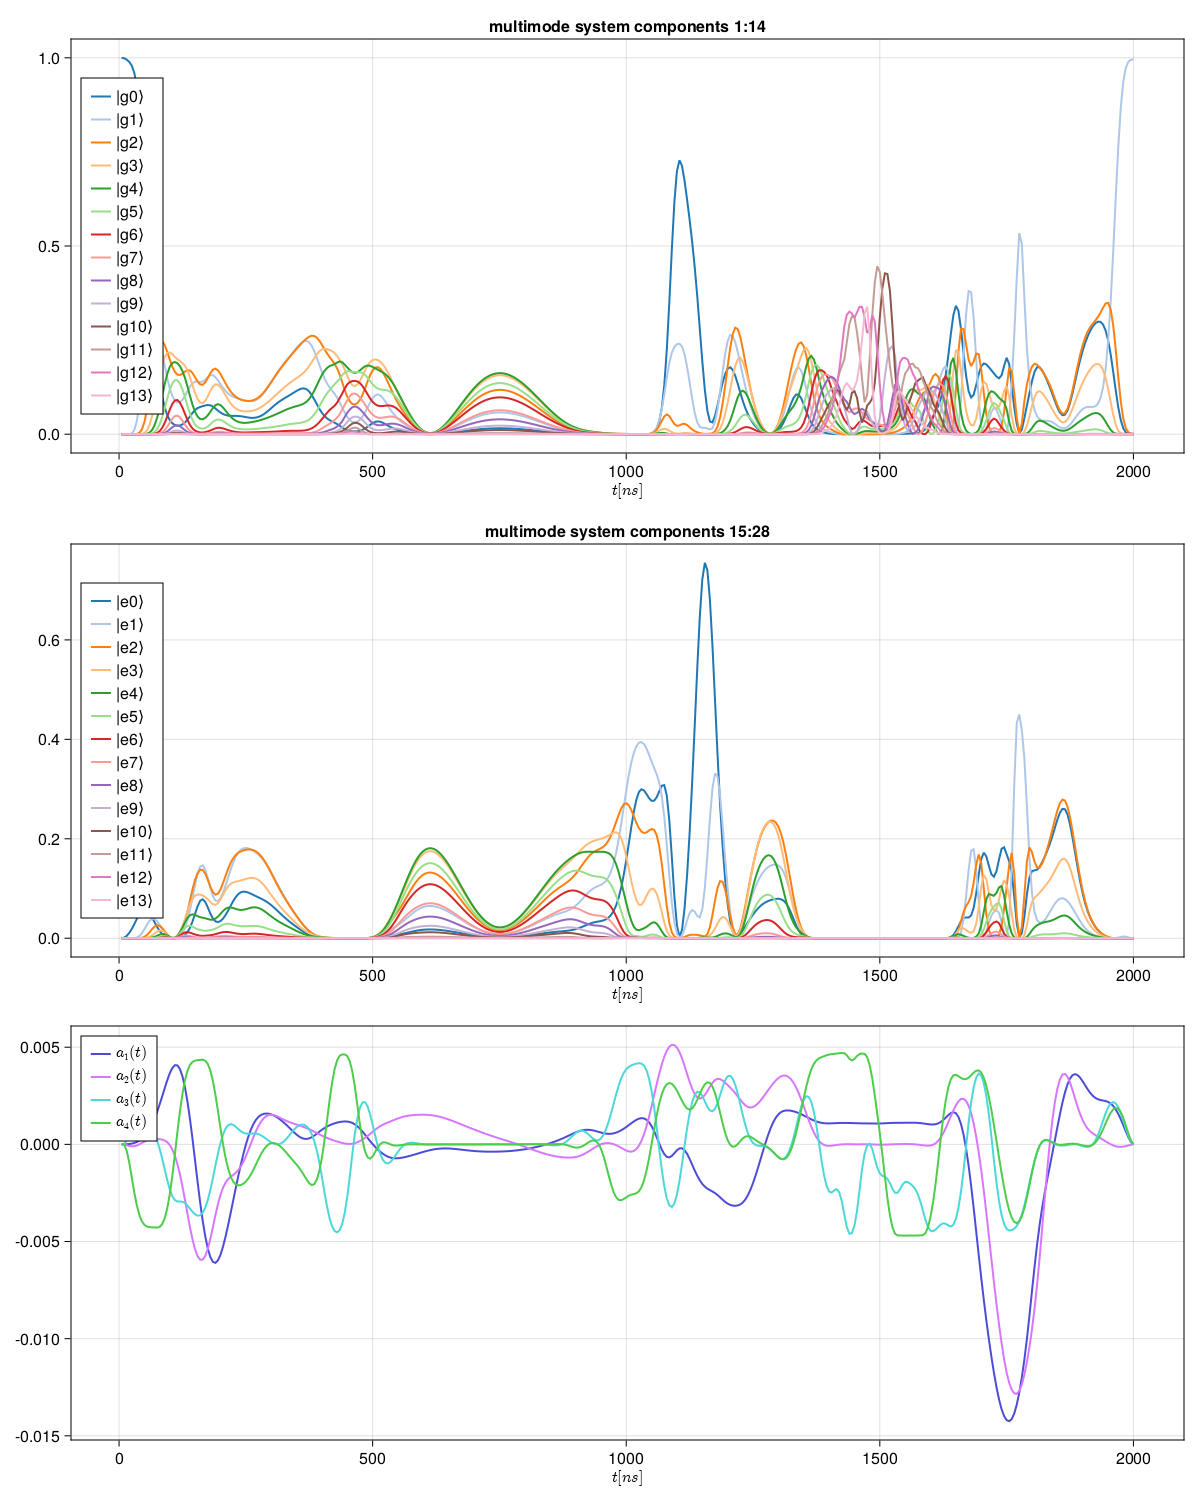 multimode system components 1:14
1.0
0.5
0.0
|g0⟩
|g1⟩
|g2⟩
|g3⟩
|g4⟩
|g5⟩
|g6⟩
|g7⟩
|g8⟩
|g9⟩
|g10⟩
|g11⟩
|g12⟩
|g13⟩
0 500 1000 1500 2000
t[ns]
multimode system components 15:28
0.6
0.4
0.2
0.0
|e0⟩
|e1⟩
|e2⟩
|e3⟩
|e4⟩
|e5⟩
|e6⟩
|e7⟩
|e8⟩
|e9⟩
|e10⟩
|e11⟩
|e12⟩
|e13⟩
0 500 1000 1500 2000
t[ns]
0.005
0.000
-0.005
-0.010
-0.015
a₁(t)
a₂(t)
a₃(t)
a₄(t)
0 500 1000 1500 2000
t[ns]